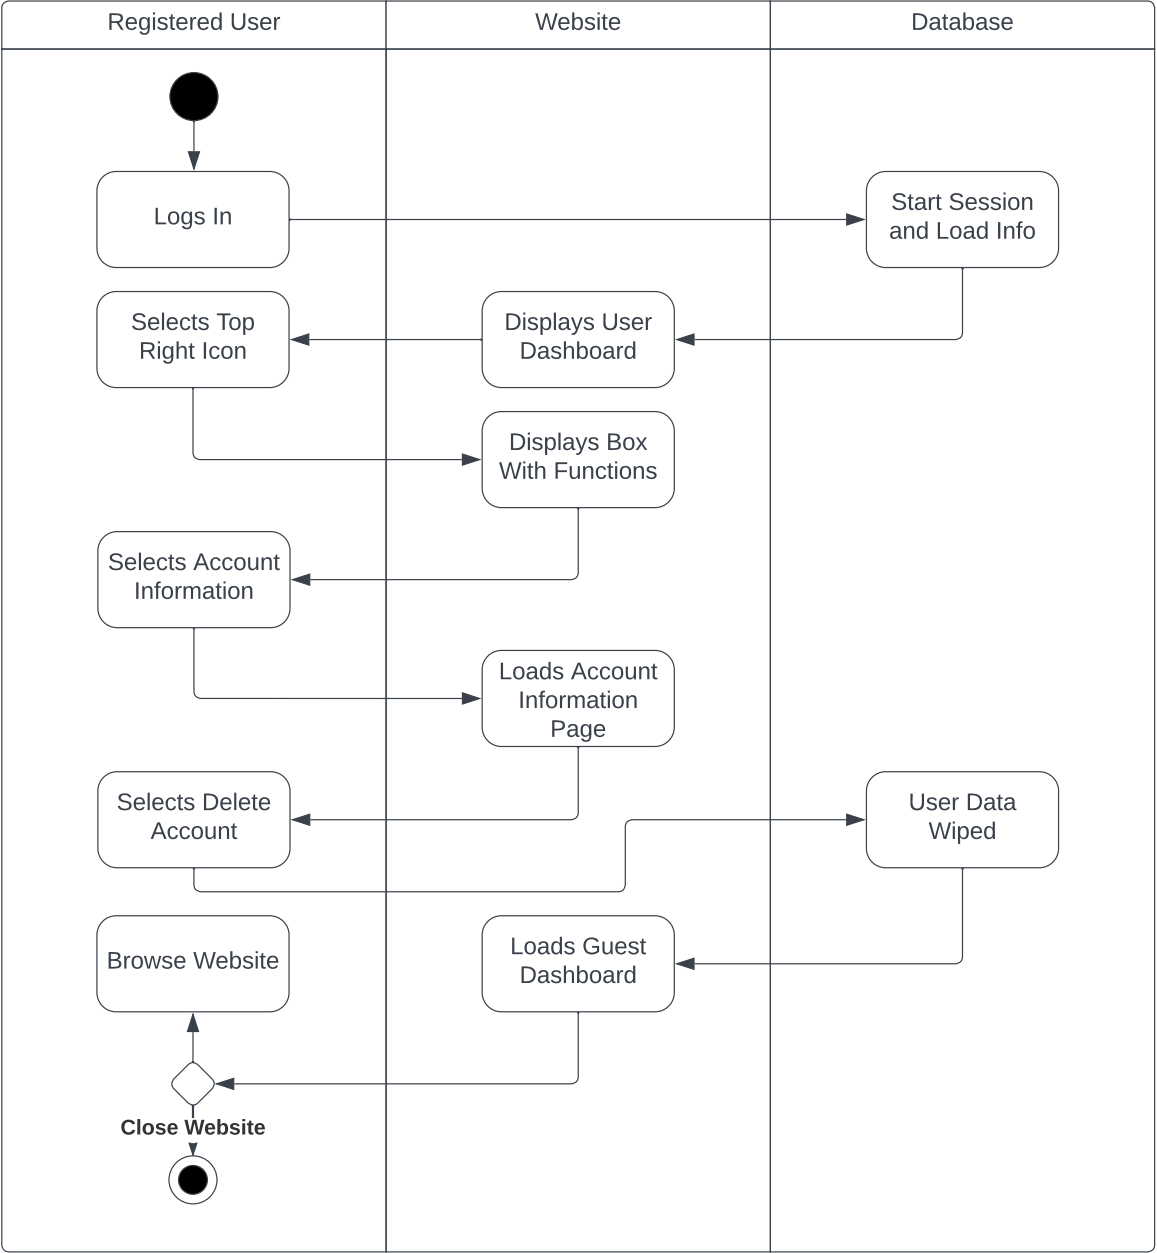 Registered User
Website
Database
Logs In
Start Session
and Load Info
Selects Top
Right Icon
Displays User
Dashboard
Displays Box
With Functions
Selects Account
Information
Loads Account
Information
Page
Selects Delete
Account
User Data
Wiped
Browse Website
Loads Guest
Dashboard
Close Website